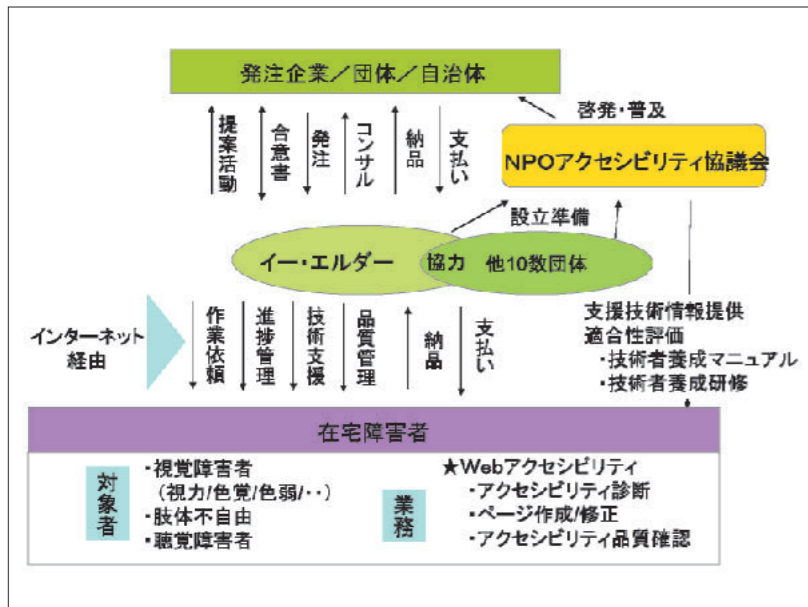 発注企業／団体／自治体
啓発・普及
提案活動
合意書
発注
コンサル
納品
支払い
NPOアクセシビリティ協議会
設立準備
イー・エルダー
協力
他10数団体
インターネット
経由
作業依頼
進捗管理
技術支援
品質管理
納品
支払い
支援技術情報提供
適合性評価
・技術者養成マニュアル
・技術者養成研修
在宅障害者
対象者
・視覚障害者
（視力/色覚/色弱/・・）
・肢体不自由
・聴覚障害者
業務
★Webアクセシビリティ
・アクセシビリティ診断
・ページ作成/修正
・アクセシビリティ品質確認